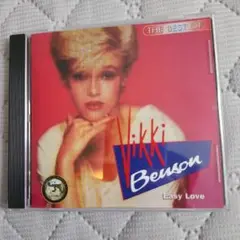 THE BEST OF
Vikki
Benson
Easy Love